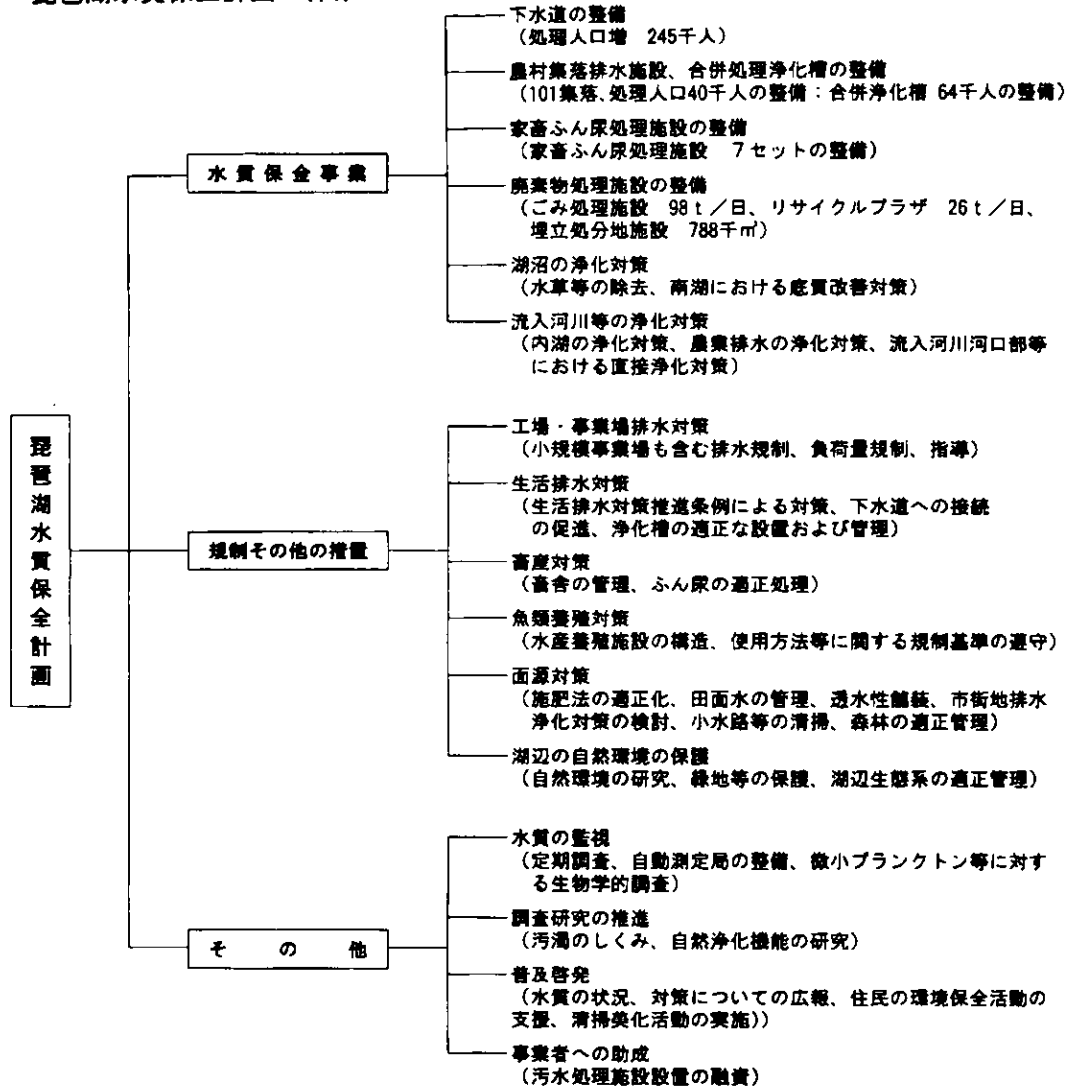 下水道の整備
（処理人口増　245千人）
農村集落排水施設、合併処理浄化槽の整備
（101集落、処理人口40千人の整備：合併浄化槽 64千人の整備）
家畜ふん尿処理施設の整備
（家畜ふん尿処理施設　7セットの整備）
水質保金事業
廃棄物処理施設の整備
（ごみ処理施設　98ｔ／日、リサイクルプラザ　26ｔ／日、
埋立処分地施設　788千㎥）
湖沼の浄化対策
（水草等の除去、南湖における底質改善対策）
流入河川等の浄化対策
（内湖の浄化対策、農業排水の浄化対策、流入河川河口部等
における直接浄化対策）
琵琶湖水質保全計画
工場・事業場排水対策
（小規模事業場も含む排水規制、負荷量規制、指導）
生活排水対策
（生活排水対策推進条例による対策、下水道への接続
の促進、浄化槽の適正な設置および管理）
規制その他の措置
畜産対策
（畜舎の管理、ふん尿の適正処理）
魚類養殖対策
（水産養殖施設の構造、使用方法等に関する規制基準の遵守）
面源対策
（施肥法の適正化、田面水の管理、透水性舗装、市街地排水
浄化対策の検討、小水路等の清掃、森林の適正管理）
湖辺の自然環境の保護
（自然環境の研究、緑地等の保護、湖辺生態系の適正管理）
水質の監視
（定期調査、自動測定局の整備、微小プランクトン等に対す
る生物学的調査）
調査研究の推進
（汚濁のしくみ、自然浄化機能の研究）
その他
普及啓発
（水質の状況、対策についての広報、住民の環境保全活動の
支援、清掃美化活動の実施））
事業者への助成
（汚水処理施設設置の融資）